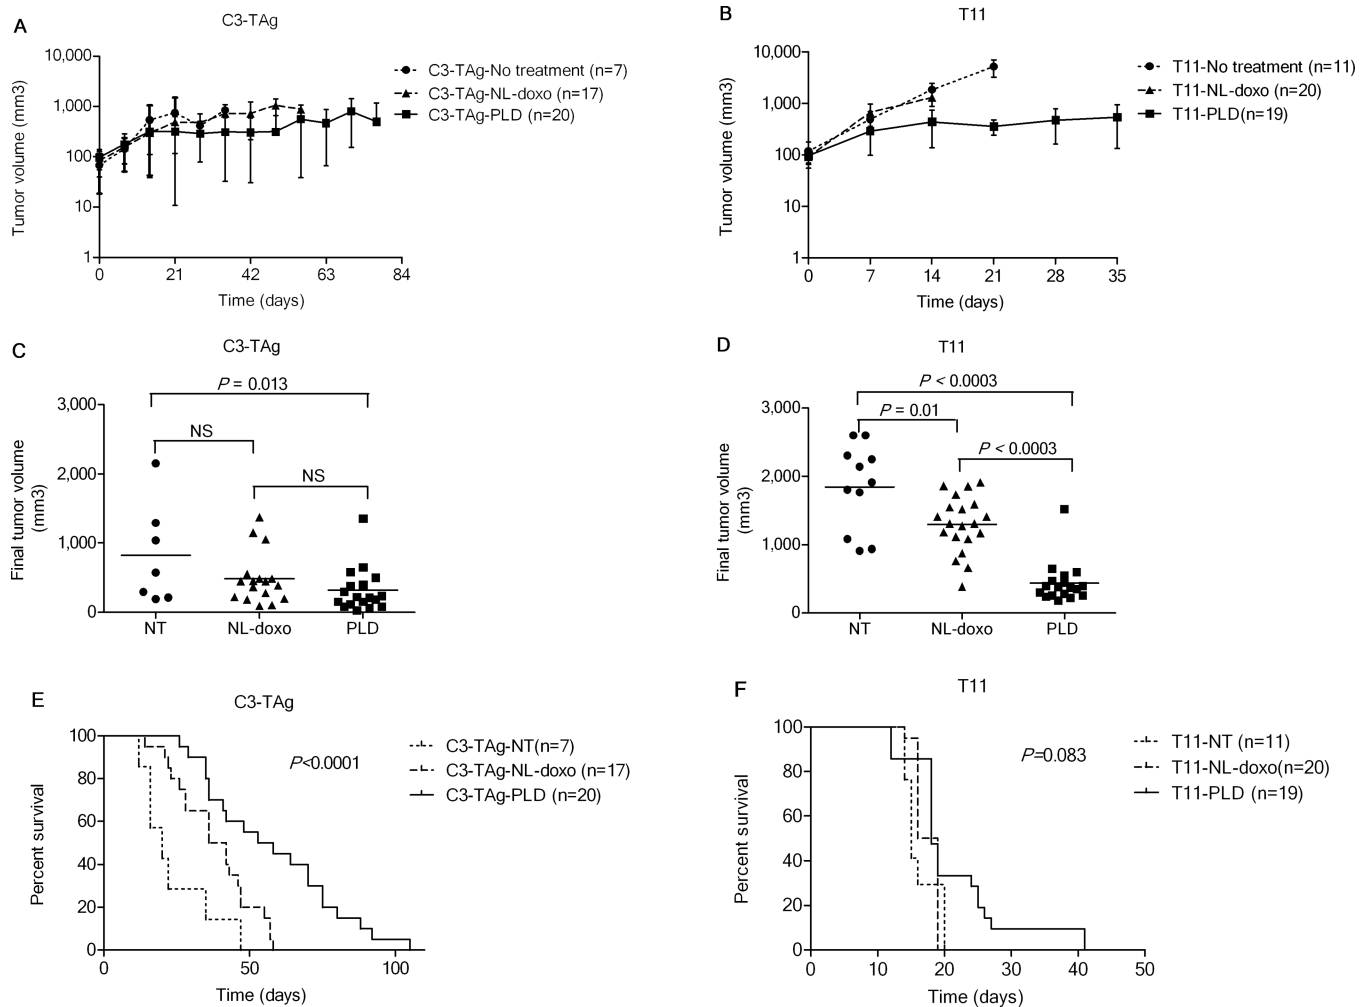 A
C3-TAg
Tumor volume (mm3)
10,000
1,000
100
10
1
0 21 42 63 84
Time (days)
C3-TAg-No treatment (n=7)
C3-TAg-NL-doxo (n=17)
C3-TAg-PLD (n=20)
B
T11
Tumor volume (mm3)
10,000
1,000
100
10
1
0 7 14 21 28 35
Time (days)
T11-No treatment (n=11)
T11-NL-doxo (n=20)
T11-PLD(n=19)
C
C3-TAg
Final tumor volume
(mm3)
3,000
2,000
1,000
0
P = 0.013
NS
NS
NT NL-doxo PLD
D
T11
Final tumor volume
(mm3)
3,000
2,000
1,000
0
P < 0.0003
P = 0.01
P < 0.0003
NT NL-doxo PLD
E
C3-TAg
Percent survival
100
80
60
40
20
0
0 50 100
Time (days)
P<0.0001
C3-TAg-NT(n=7)
C3-TAg-NL-doxo (n=17)
C3-TAg-PLD (n=20)
F
T11
Percent survival
100
80
60
40
20
0
0 10 20 30 40 50
Time (days)
P=0.083
T11-NT (n=11)
T11-NL-doxo(n=20)
T11-PLD (n=19)